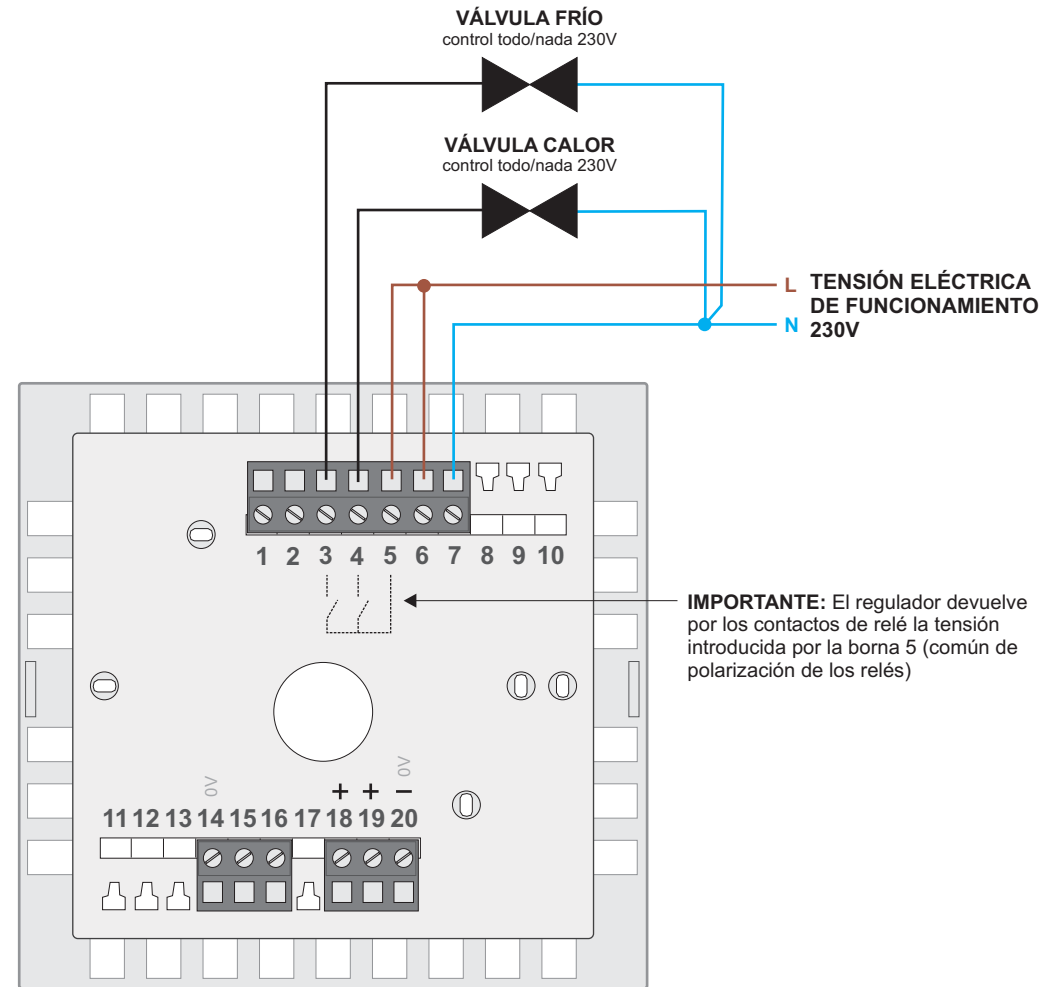 VÁLVULA FRÍO
control todo/nada 230V
VÁLVULA CALOR
control todo/nada 230V
L TENSIÓN ELÉCTRICA
DE FUNCIONAMIENTO
N 230V
1 2 3 4 5 6 7 8 9 10
IMPORTANTE: El regulador devuelve
por los contactos de relé la tensión
introducida por la borna 5 (común de
polarización de los relés)
0V 0V
+ + −
11 12 13 14 15 16 17 18 19 20